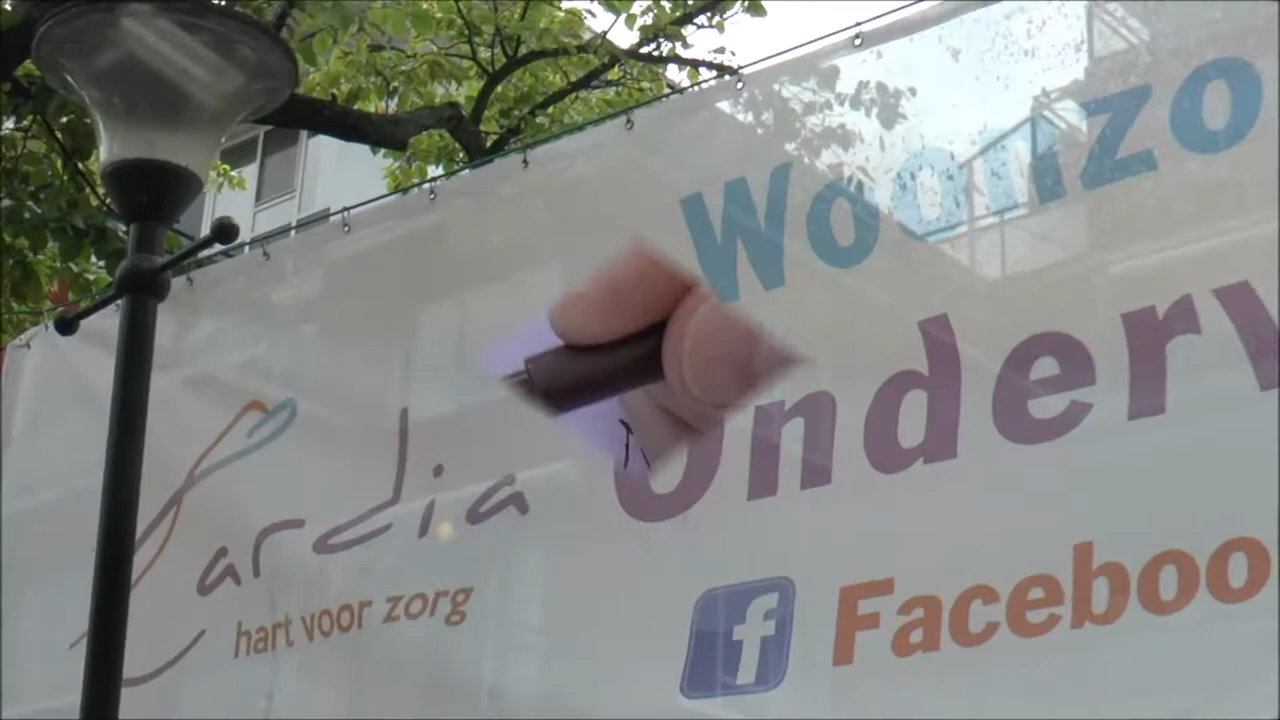 Woonzo
Onderv
Cardia
hart voor zorg
f Faceboo